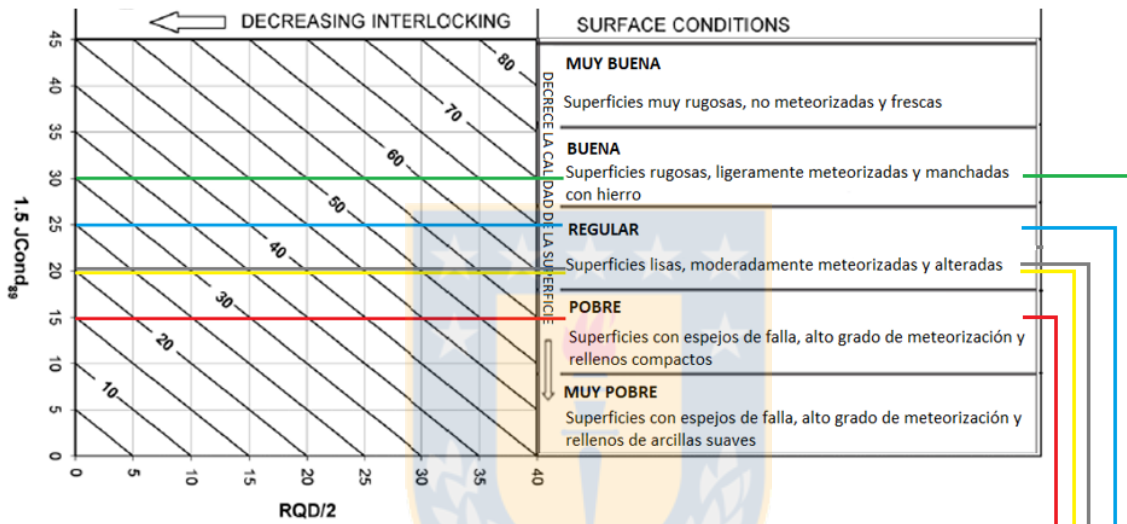 DECREASING INTERLOCKING
SURFACE CONDITIONS
45
40
35
30
25
20
15
10
5
0
1.5 JCond89
80
70
60
50
40
30
20
10
0
5
10
15
20
25
30
35
40
RQD/2
DECRECE LA CALIDAD DE LA SUPERFICIE
MUY BUENA
Superficies muy rugosas, no meteorizadas y frescas
BUENA
Superficies rugosas, ligeramente meteorizadas y manchadas
con hierro
REGULAR
Superficies lisas, moderadamente meteorizadas y alteradas
POBRE
Superficies con espejos de falla, alto grado de meteorización y
rellenos compactos
MUY POBRE
Superficies con espejos de falla, alto grado de meteorización y
rellenos de arcillas suaves